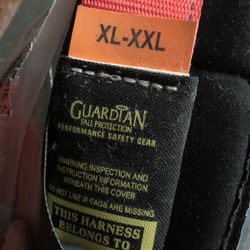 XL-XXL
GUARDIAN
FALL PROTECTION
PERFORMANCE SAFETY GEAR
WARNING INSPECTION AND
INSTRUCTION INFORMATION
BENEATH THIS COVER
DO NOT USE IF TAGS ARE MISSING
THIS HARNESS
BELONGS TO